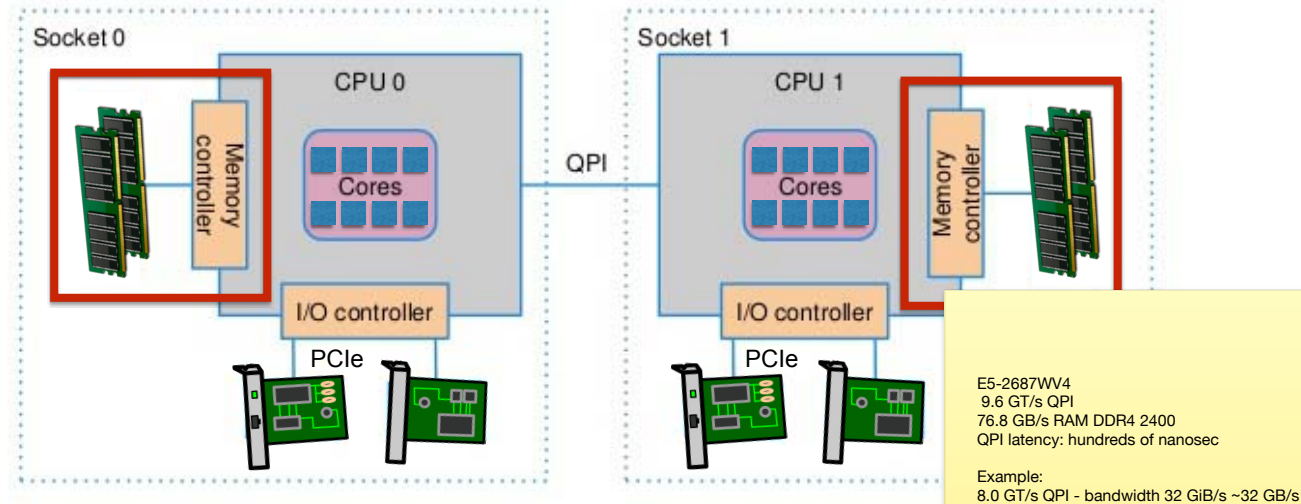 Socket 0
CPU 0
Memory
controller
Cores
I/O controller
PCIe
QPI
Socket 1
CPU 1
Cores
Memory
controller
I/O controller
PCIe
E5-2687WV4
9.6 GT/s QPI
76.8 GB/s RAM DDR4 2400
QPI latency: hundreds of nanosec
Example:
8.0 GT/s QPI - bandwidth 32 GiB/s ~32 GB/s